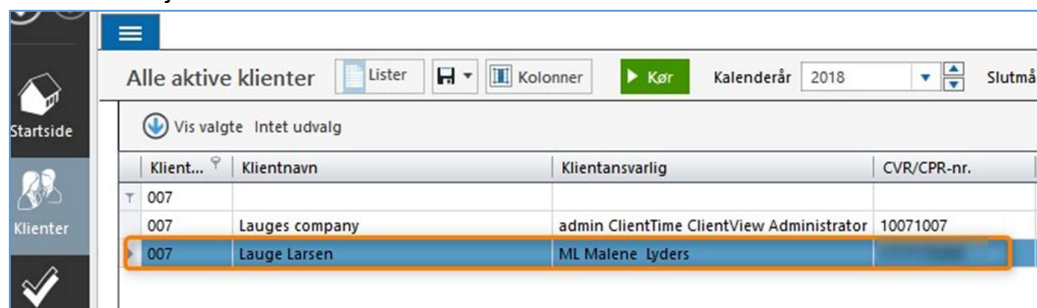 Alle aktive klienter Lister Kolonner Kør Kalenderår 2018 Slutmå
Startside
Vis valgte Intet udvalg
Klient... Klientnavn Klientansvarlig CVR/CPR-nr.
007
Klienter
007 Lauges company admin ClientTime ClientView Administrator 10071007
007 Lauge Larsen ML Malene Lyders